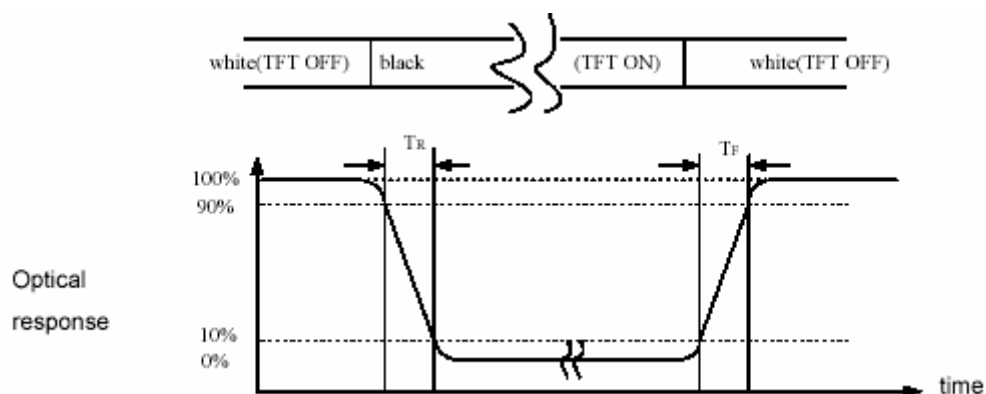 white(TFT OFF) black (TFT ON) white(TFT OFF)
TR TF
100%
90%
Optical
response
10%
0%
time